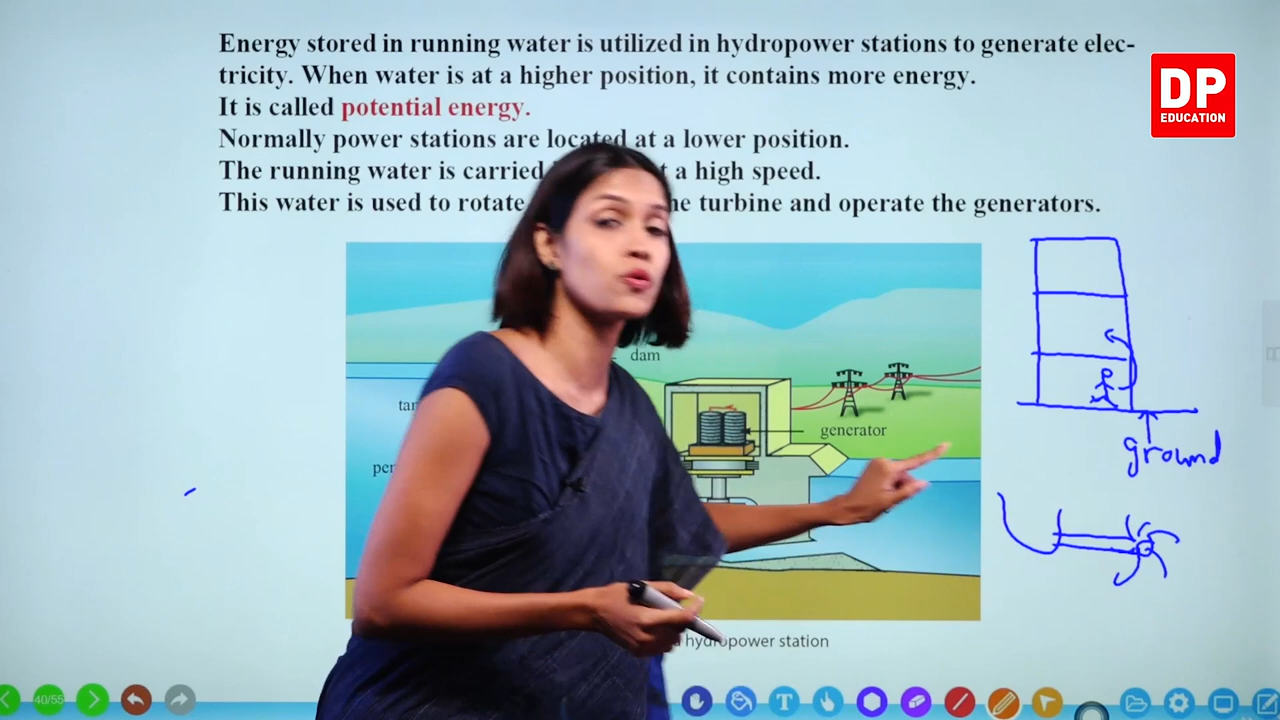 Energy stored in running water is utilized in hydropower stations to generate elec-
tricity. When water is at a higher position, it contains more energy.
It is called potential energy.
Normally power stations are located at a lower position.
The running water is carried a high speed.
This water is used to rotate turbine and operate the generators.
DP
EDUCATION
dam
generator
ground
hydropower station
40/55
T